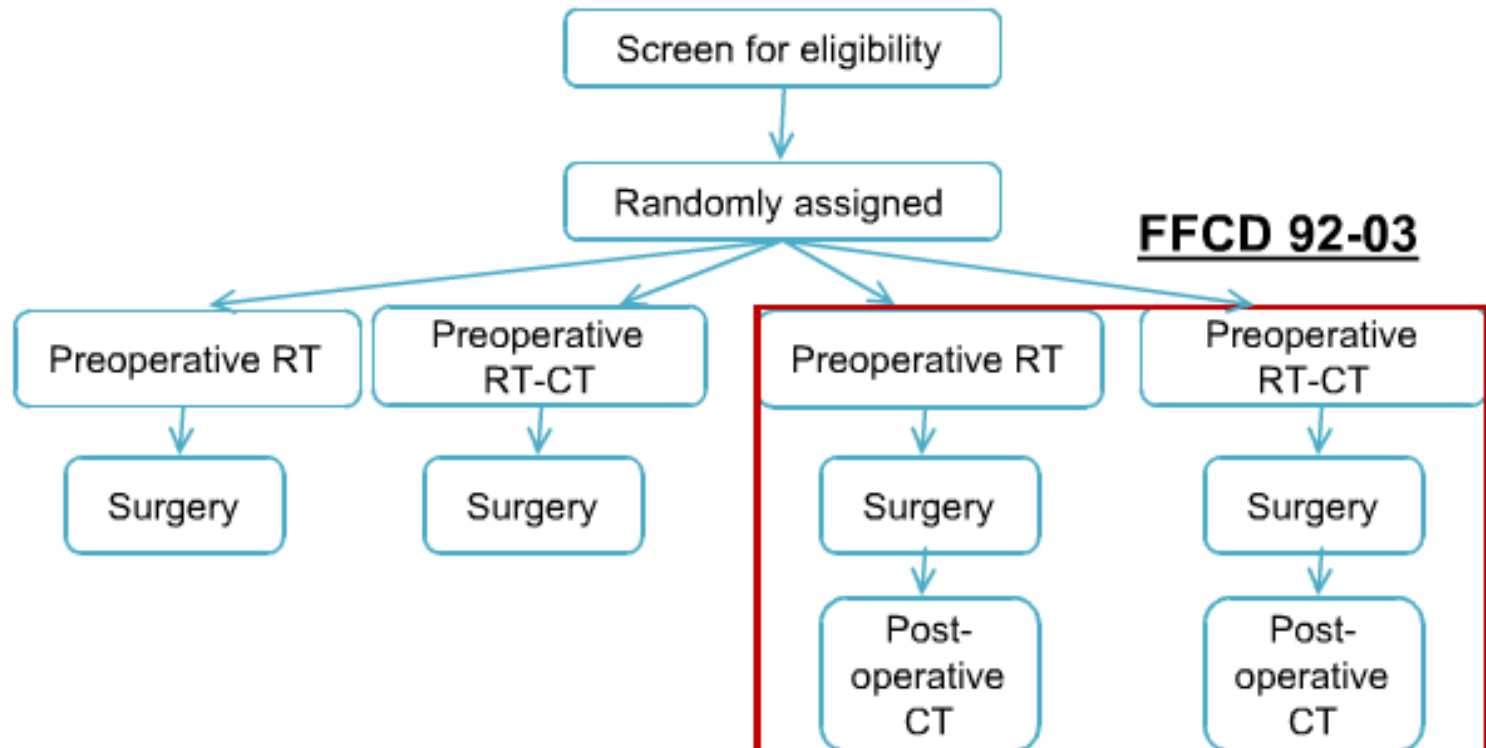 Screen for eligibility
Randomly assigned
FFCD 92-03
Preoperative RT
Preoperative
RT-CT
Preoperative RT
Preoperative
RT-CT
Surgery
Surgery
Surgery
Surgery
Post-
operative
CT
Post-
operative
CT